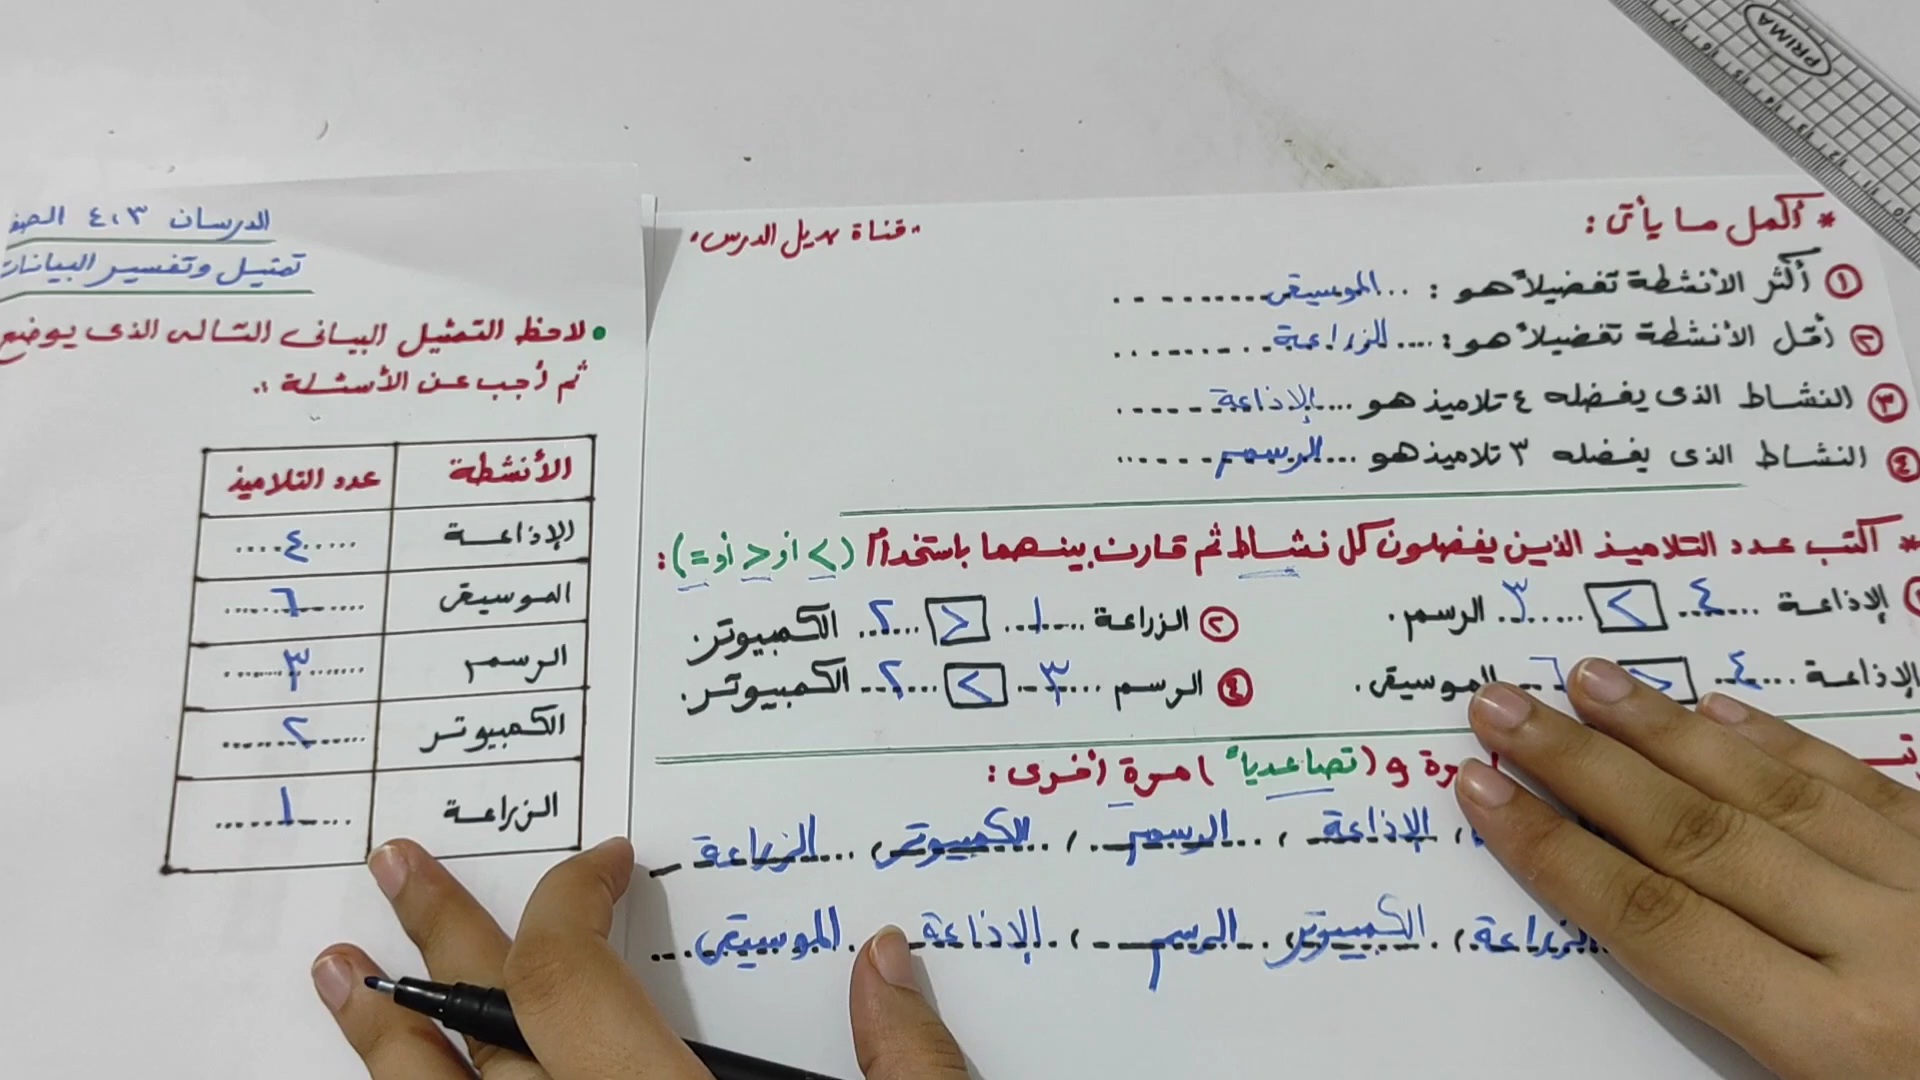 الدرسان ٤،٣
تمثيل وتفسير البيانات
• لاحظ التمثيل البيانى التالى الذى يوضح
ثم أجب عن الأسئلة :.
الأنشطة عدد التلاميذ
الإذاعة ٤
الموسيقى ٦
الرسم ٣
الكمبيوتر ٢
الزراعة ١
"قناة بديل الدرس"
* أكمل ما يأتى :
① أكثر الأنشطة تفضيلاً هو : الموسيقى
② أقل الأنشطة تفضيلاً هو : الزراعة
③ النشاط الذى يفضله ٤ تلاميذ هو الإذاعة
④ النشاط الذى يفضله ٣ تلاميذ هو الرسم
* اكتب عدد التلاميذ الذين يفضلون كل نشاط ثم قارن بينهما باستخدام (> أو < أو =) :
الإذاعة ٤ > ٣ الرسم.
② الزراعة ١ < ٢ الكمبيوتر.
الإذاعة ٤ < ٦ الموسيقى.
④ الرسم ٣ > ٢ الكمبيوتر.
مرة و (تصاعدياً) مرة أخرى :
، الإذاعة ، الرسم ، الكمبيوتر ، الزراعة
الزراعة ، الكمبيوتر ، الرسم ، الإذاعة ، الموسيقى
PRIMA